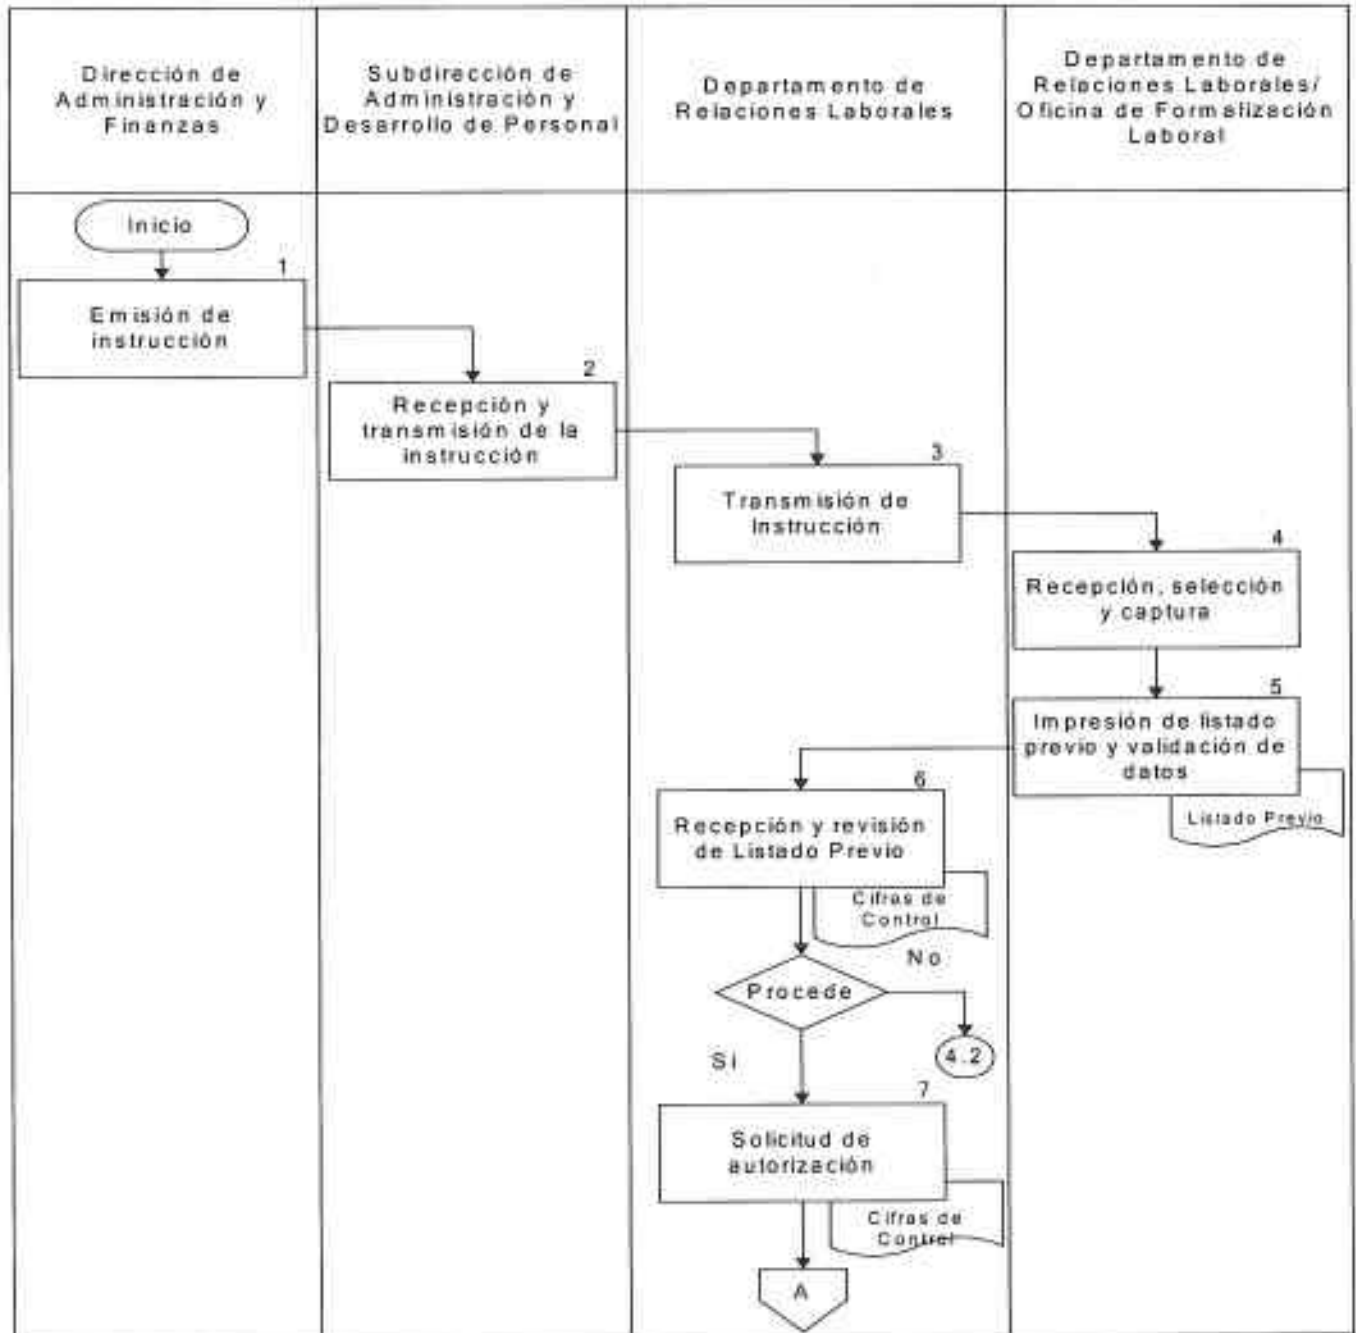 Dirección de
Administración y
Finanzas
Subdirección de
Administración y
Desarrollo de Personal
Departamento de
Relaciones Laborales
Departamento de
Relaciones Laborales/
Oficina de Formalización
Laboral
Inicio
1
Emisión de
instrucción
2
Recepción y
transmisión de la
instrucción
3
Transmisión de
Instrucción
4
Recepción, selección
y captura
5
Impresión de listado
previo y validación de
datos
Listado Previo
6
Recepción y revisión
de Listado Previo
Cifras de
Control
No
Procede
4.2
Sí
7
Solicitud de
autorización
Cifras de
Control
A